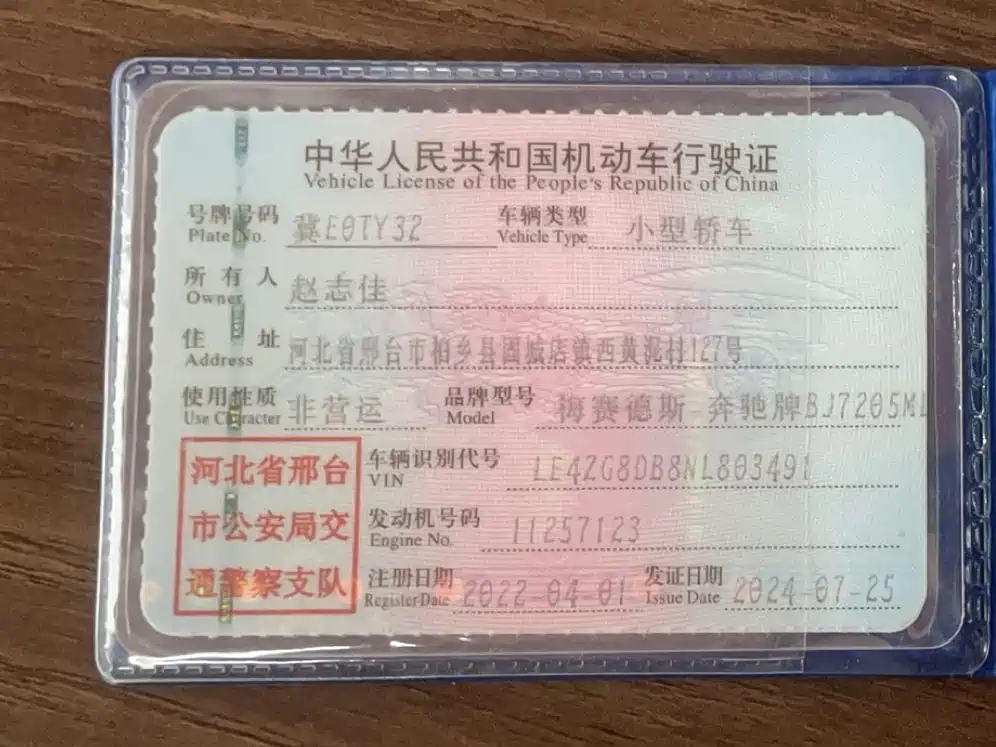 中华人民共和国机动车行驶证
Vehicle License of the People's Republic of China
号牌号码 冀E0TY32 车辆类型 小型轿车
Plate No. Vehicle Type
所有人 赵志佳
Owner
住址 河北省邢台市柏乡县固城店镇西黄泥村127号
Address
使用性质 非营运 品牌型号 梅赛德斯 奔驰牌BJ7205ML
Use Character Model
河北省邢台 车辆识别代号 LE4ZG8DB8NL803491
市公安局交 VIN
通警察支队 发动机号码 11257123
Engine No.
注册日期 2022-04-01 发证日期 2024-07-25
Register Date Issue Date